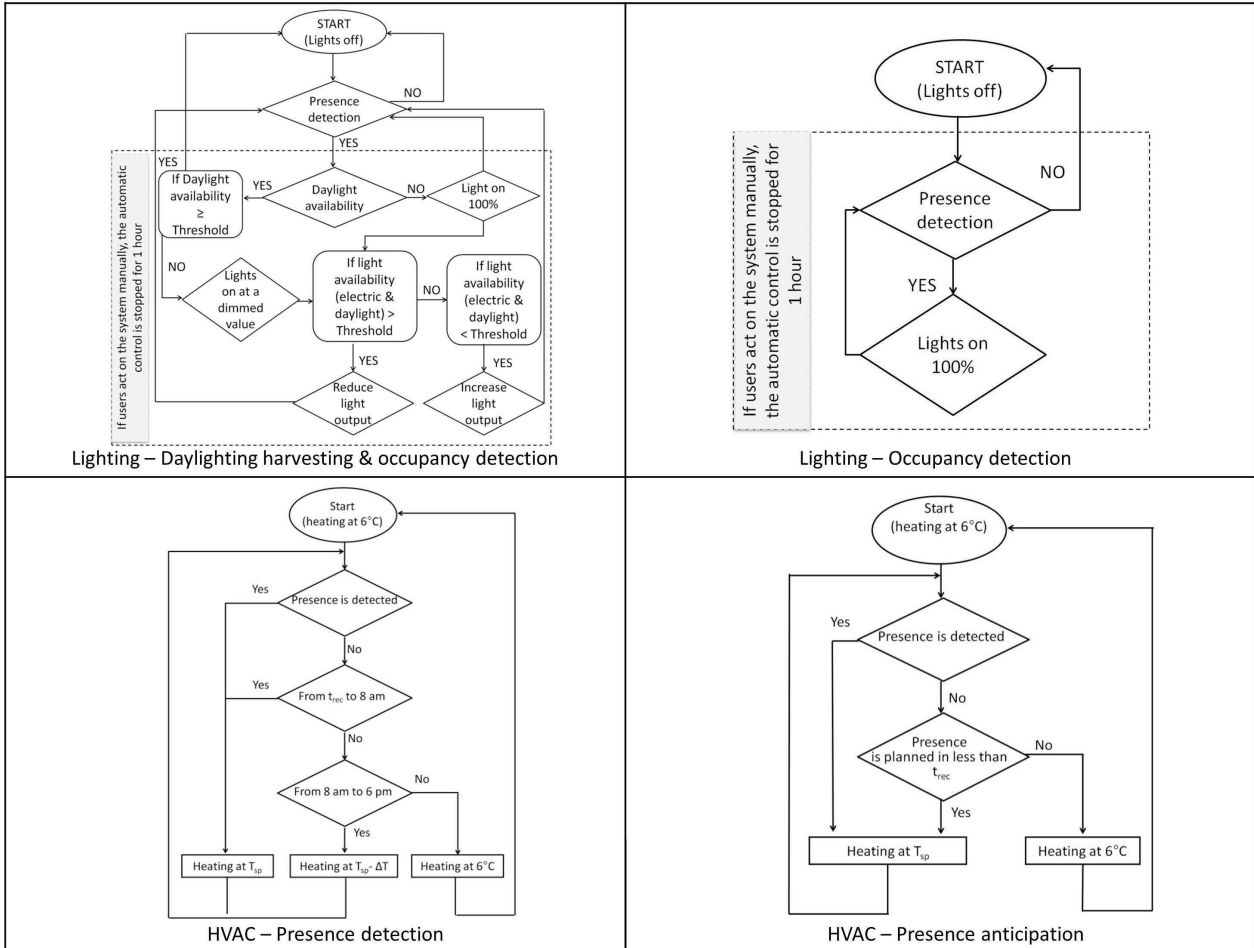 START
(Lights off)
NO
Presence
detection
YES
If users act on the system manually, the automatic
control is stopped for 1 hour
YES
If Daylight
availability
≥
Threshold
YES
Daylight
availability
NO
Light on
100%
NO
Lights
on at a
dimmed
value
If light
availability
(electric &
daylight) >
Threshold
NO
If light
availability
(electric &
daylight)
< Threshold
YES
YES
Reduce
light
output
Increase
light output
Lighting – Daylighting harvesting & occupancy detection
START
(Lights off)
NO
If users act on the system manually,
the automatic control is stopped for
1 hour
Presence
detection
YES
Lights on
100%
Lighting – Occupancy detection
Start
(heating at 6°C)
Yes
Presence is detected
No
Yes
From trec to 8 am
No
From 8 am to 6 pm
No
Yes
Heating at Tsp
Heating at Tsp- ΔT
Heating at 6°C
HVAC – Presence detection
Start
(heating at 6°C)
Yes
Presence is detected
No
Presence
is planned in less than
trec
No
Yes
Heating at Tsp
Heating at 6°C
HVAC – Presence anticipation